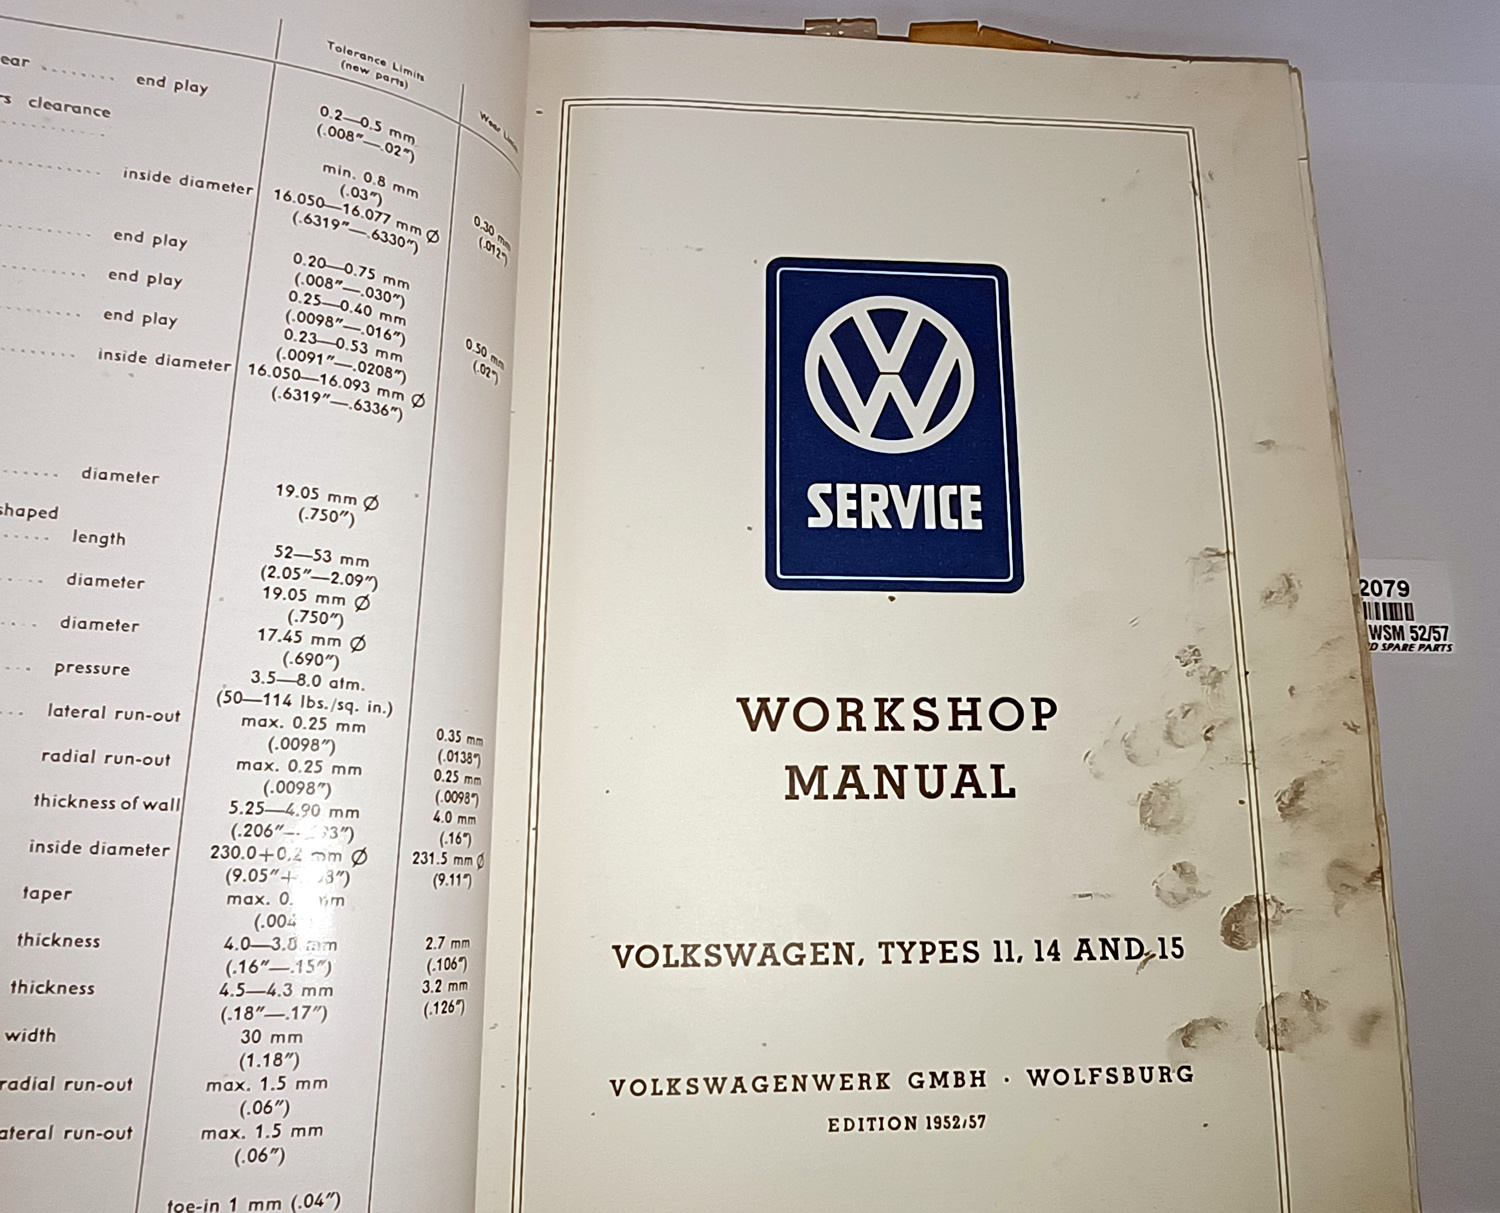 Tolerance Limits
(new parts)
Wear
end play
0.2—0.5 mm
(.008"—.02")
clearance
min. 0.8 mm
(.03")
inside diameter
16.050—16.077 mm Ø
(.6319"—.6330")
0.30 mm
(.012")
end play
0.20—0.75 mm
(.008"—.030")
end play
0.25—0.40 mm
(.0098"—.016")
end play
0.23—0.53 mm
(.0091"—.0208")
0.50 mm
(.02")
inside diameter
16.050—16.093 mm Ø
(.6319"—.6336")
diameter
19.05 mm Ø
(.750")
shaped
length
52—53 mm
(2.05"—2.09")
diameter
19.05 mm Ø
(.750")
diameter
17.45 mm Ø
(.690")
pressure
3.5—8.0 atm.
(50—114 lbs./sq. in.)
lateral run-out
max. 0.25 mm
(.0098")
0.35 mm
(.0138")
radial run-out
max. 0.25 mm
(.0098")
0.25 mm
(.0098")
thickness of wall
5.25—4.90 mm
4.0 mm
(.16")
inside diameter
230.0+0.2 mm Ø
231.5 mm Ø
(9.11")
taper
max.
thickness
4.0—3.8 mm
(.16"—.15")
2.7 mm
(.106")
thickness
4.5—4.3 mm
(.18"—.17")
3.2 mm
(.126")
width
30 mm
(1.18")
radial run-out
max. 1.5 mm
(.06")
lateral run-out
max. 1.5 mm
(.06")
toe-in 1 mm (.04")
VW
SERVICE
WORKSHOP
MANUAL
VOLKSWAGEN, TYPES 11, 14 AND 15
VOLKSWAGENWERK GMBH · WOLFSBURG
EDITION 1952/57
2079
WSM 52/57
D SPARE PARTS